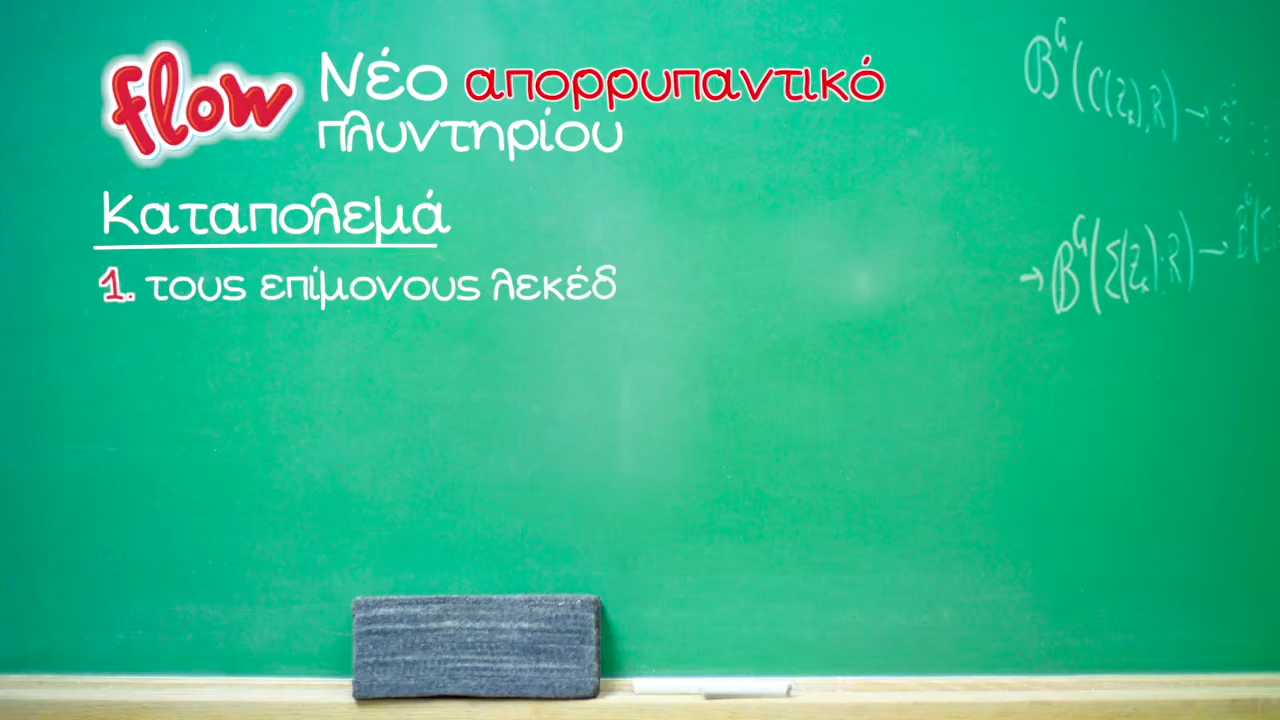 flow
Νέο απορρυπαντικό
πλυντηρίου
Καταπολεμά
1. τους επίμονους λεκέδ